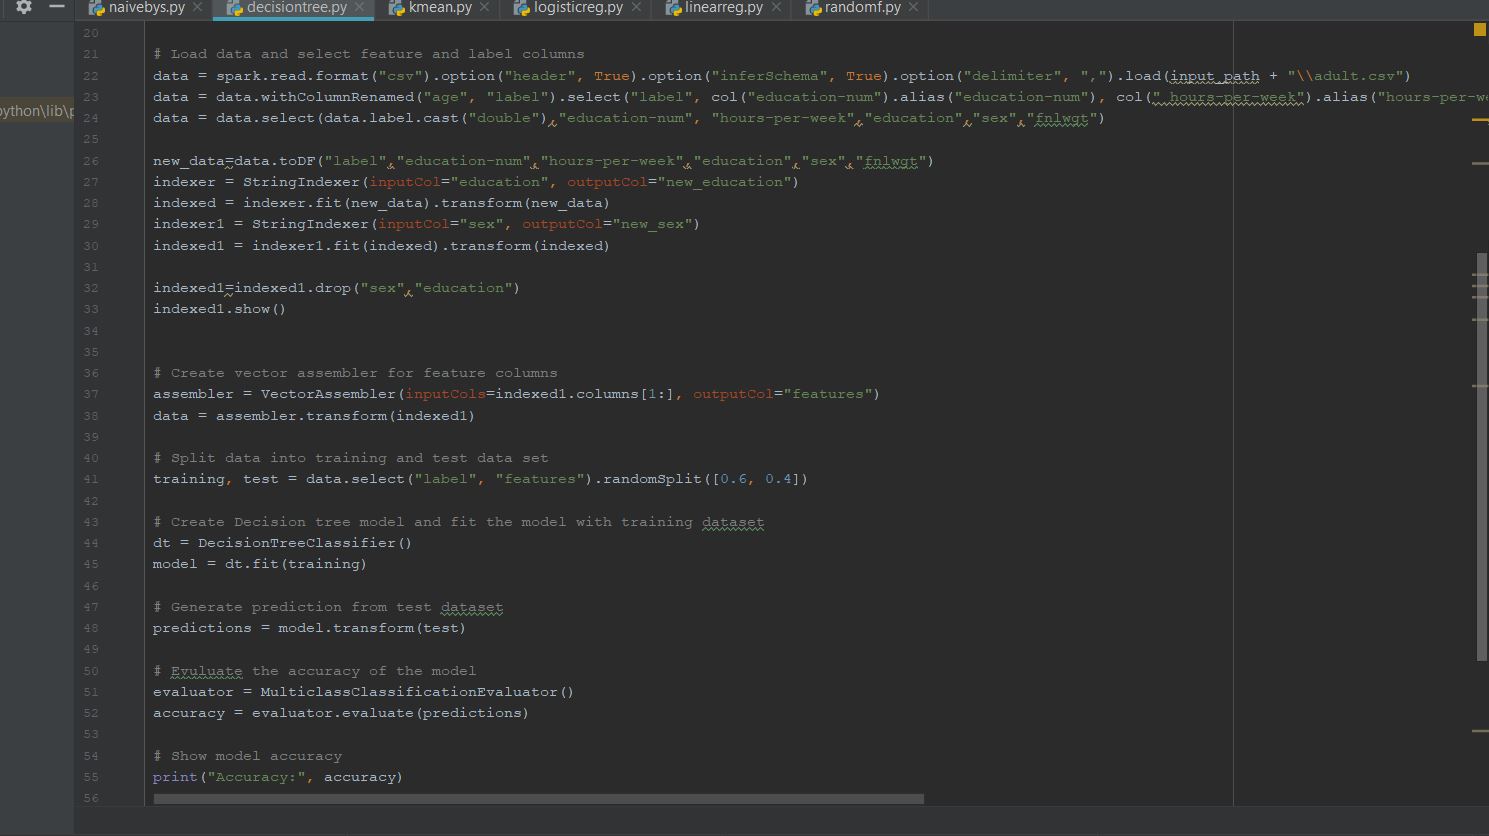 naivebys.py decisiontree.py kmean.py logisticreg.py linearreg.py randomf.py
20
21 # Load data and select feature and label columns
22 data = spark.read.format("csv").option("header", True).option("inferSchema", True).option("delimiter", ",").load(input_path + "\\adult.csv")
ython\lib\p
23 data = data.withColumnRenamed("age", "label").select("label", col("education-num").alias("education-num"), col(" hours-per-week").alias("hours-per-we
24 data = data.select(data.label.cast("double"),"education-num", "hours-per-week","education","sex","fnlwgt")
25
26 new_data=data.toDF("label","education-num","hours-per-week","education","sex","fnlwgt")
27 indexer = StringIndexer(inputCol="education", outputCol="new_education")
28 indexed = indexer.fit(new_data).transform(new_data)
29 indexer1 = StringIndexer(inputCol="sex", outputCol="new_sex")
30 indexed1 = indexer1.fit(indexed).transform(indexed)
31
32 indexed1=indexed1.drop("sex","education")
33 indexed1.show()
34
35
36 # Create vector assembler for feature columns
37 assembler = VectorAssembler(inputCols=indexed1.columns[1:], outputCol="features")
38 data = assembler.transform(indexed1)
39
40 # Split data into training and test data set
41 training, test = data.select("label", "features").randomSplit([0.6, 0.4])
42
43 # Create Decision tree model and fit the model with training dataset
44 dt = DecisionTreeClassifier()
45 model = dt.fit(training)
46
47 # Generate prediction from test dataset
48 predictions = model.transform(test)
49
50 # Evuluate the accuracy of the model
51 evaluator = MulticlassClassificationEvaluator()
52 accuracy = evaluator.evaluate(predictions)
53
54 # Show model accuracy
55 print("Accuracy:", accuracy)
56